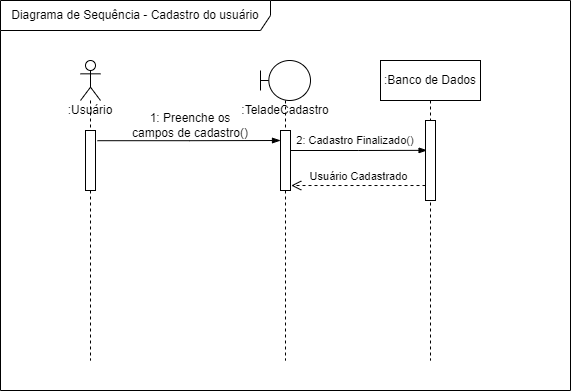 Diagrama de Sequência - Cadastro do usuário
:Usuário
:TeladeCadastro
:Banco de Dados
1: Preenche os
campos de cadastro()
2: Cadastro Finalizado()
Usuário Cadastrado